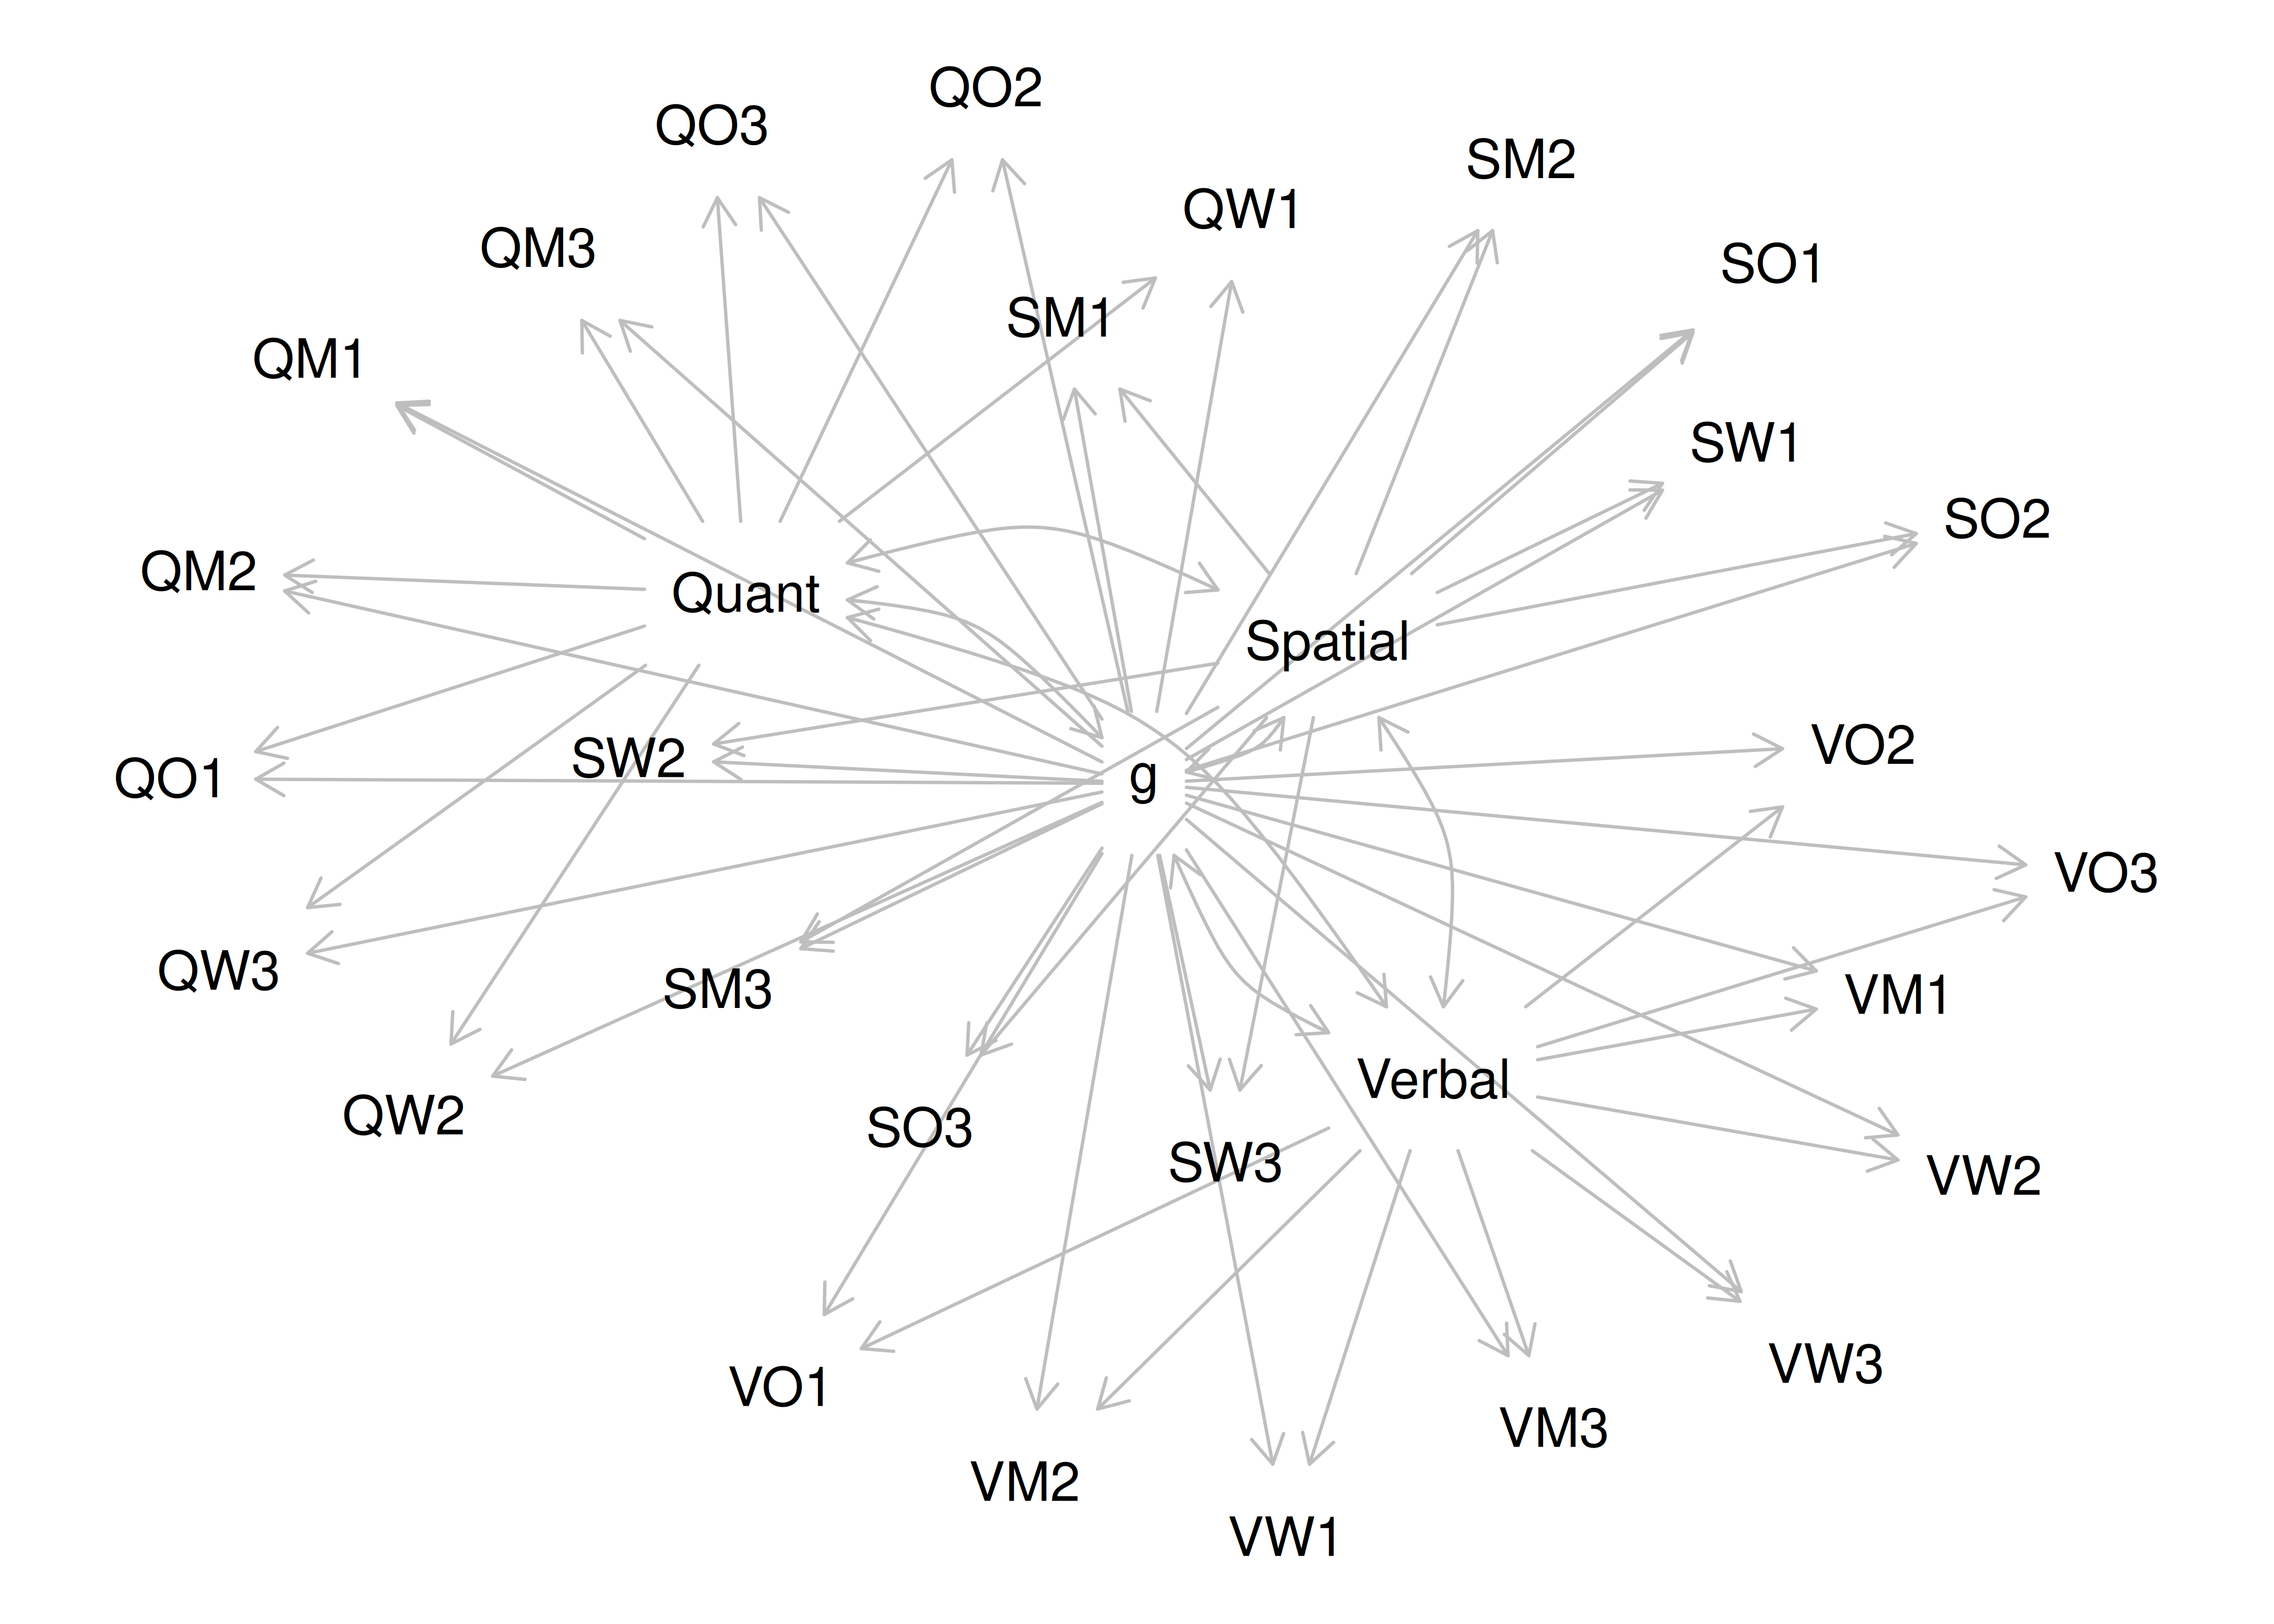 QO2
QO3
SM2
QW1
QM3
SO1
SM1
QM1
SW1
SO2
QM2
Quant
Spatial
VO2
SW2
g
QO1
VO3
QW3
SM3
VM1
Verbal
QW2
SO3
SW3
VW2
VW3
VO1
VM3
VM2
VW1